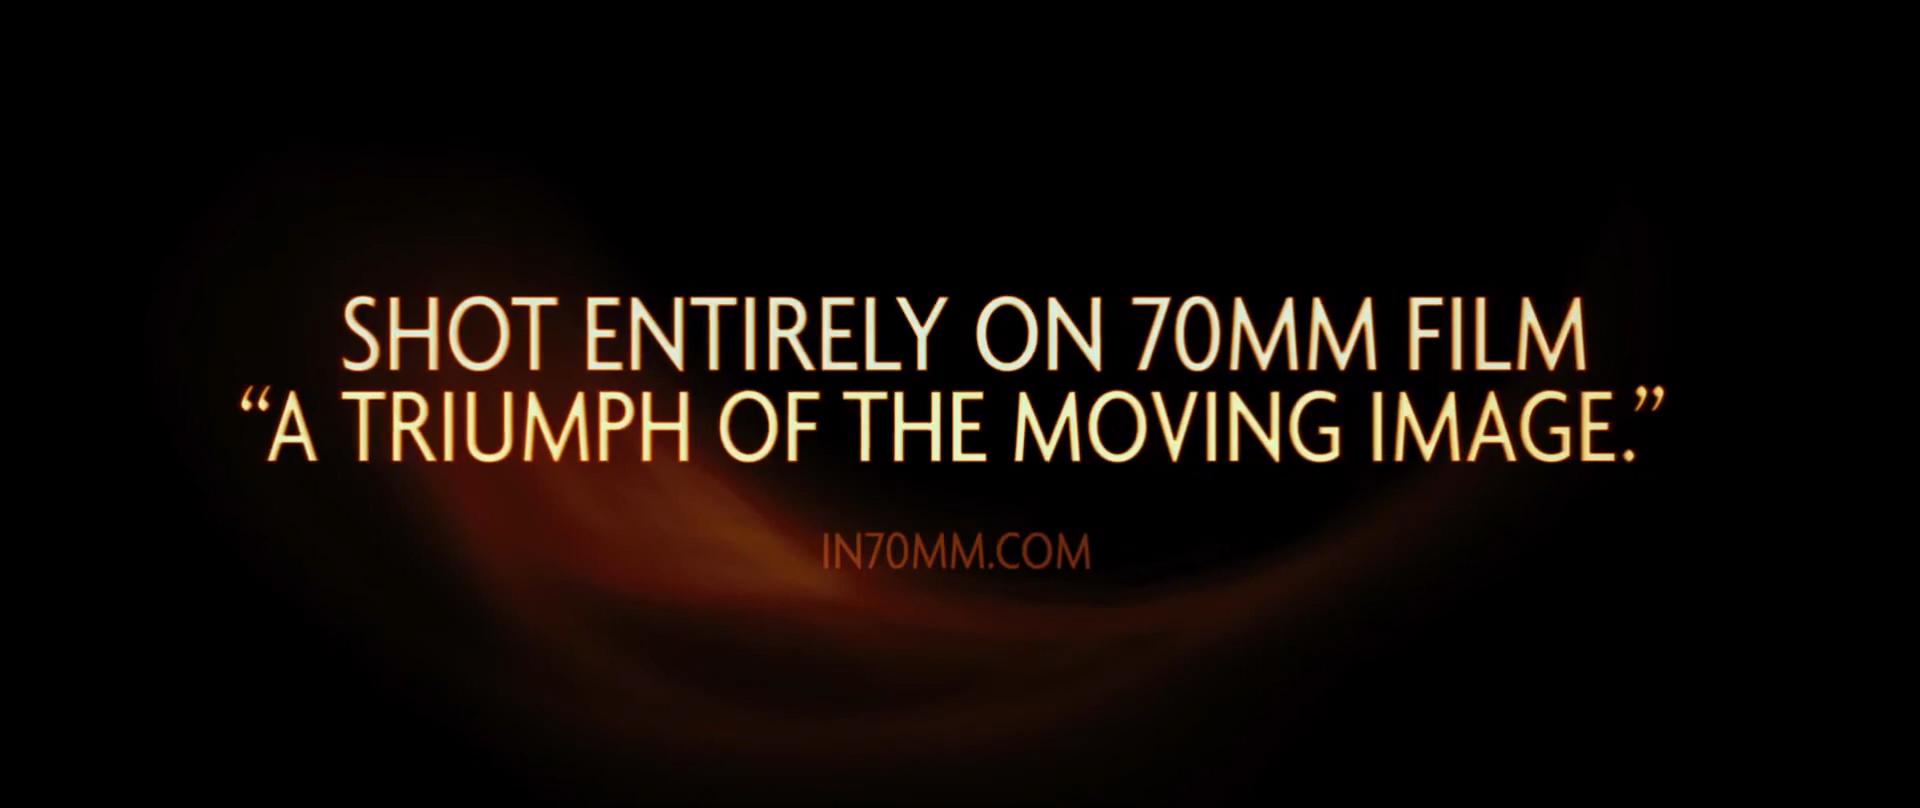 SHOT ENTIRELY ON 70MM FILM
“A TRIUMPH OF THE MOVING IMAGE.”
IN70MM.COM